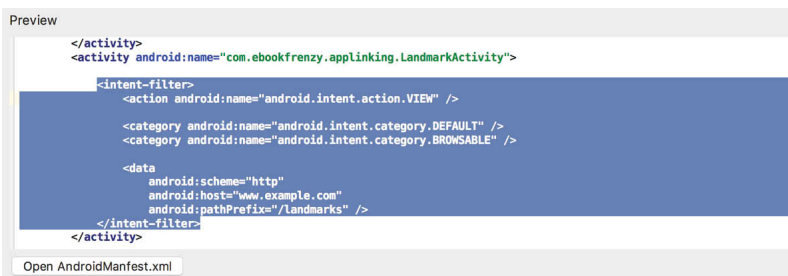 Preview
</activity>
<activity android:name="com.ebookfrenzy.applinking.LandmarkActivity">
<intent-filter>
<action android:name="android.intent.action.VIEW" />
<category android:name="android.intent.category.DEFAULT" />
<category android:name="android.intent.category.BROWSABLE" />
<data
android:scheme="http"
android:host="www.example.com"
android:pathPrefix="/landmarks" />
</intent-filter>
</activity>
Open AndroidManfest.xml